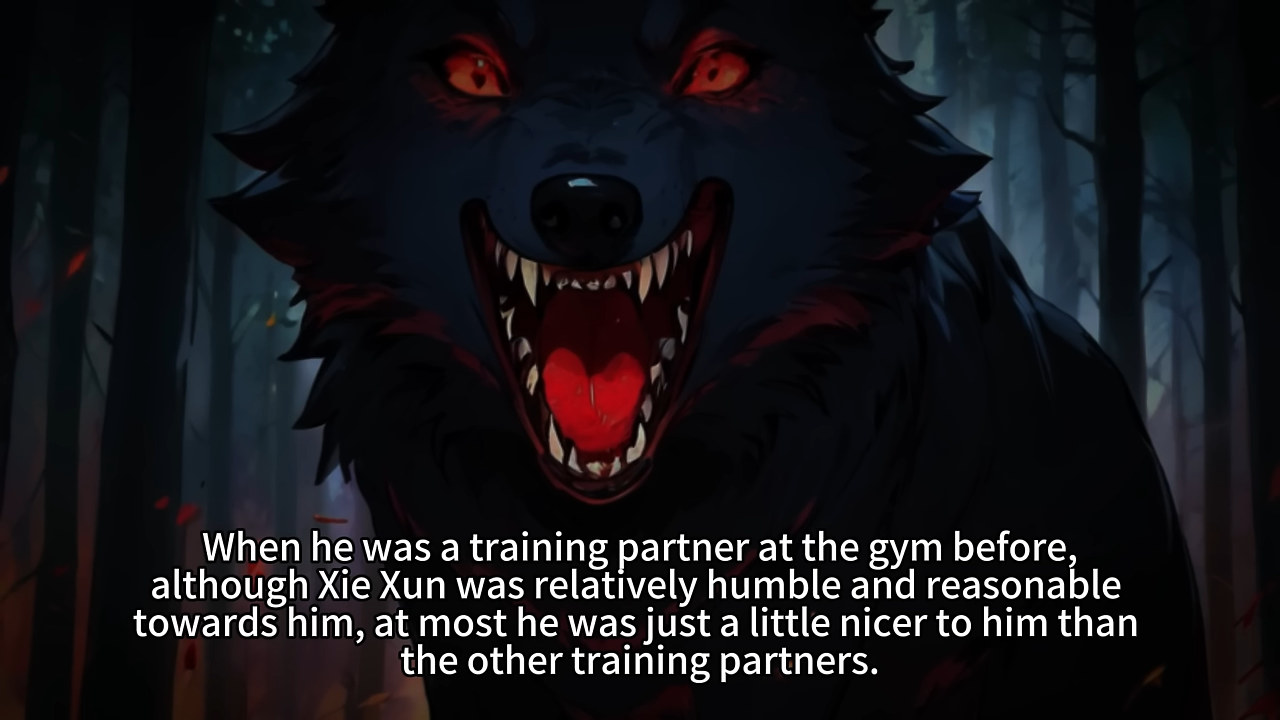 When he was a training partner at the gym before,
although Xie Xun was relatively humble and reasonable
towards him, at most he was just a little nicer to him than
the other training partners.